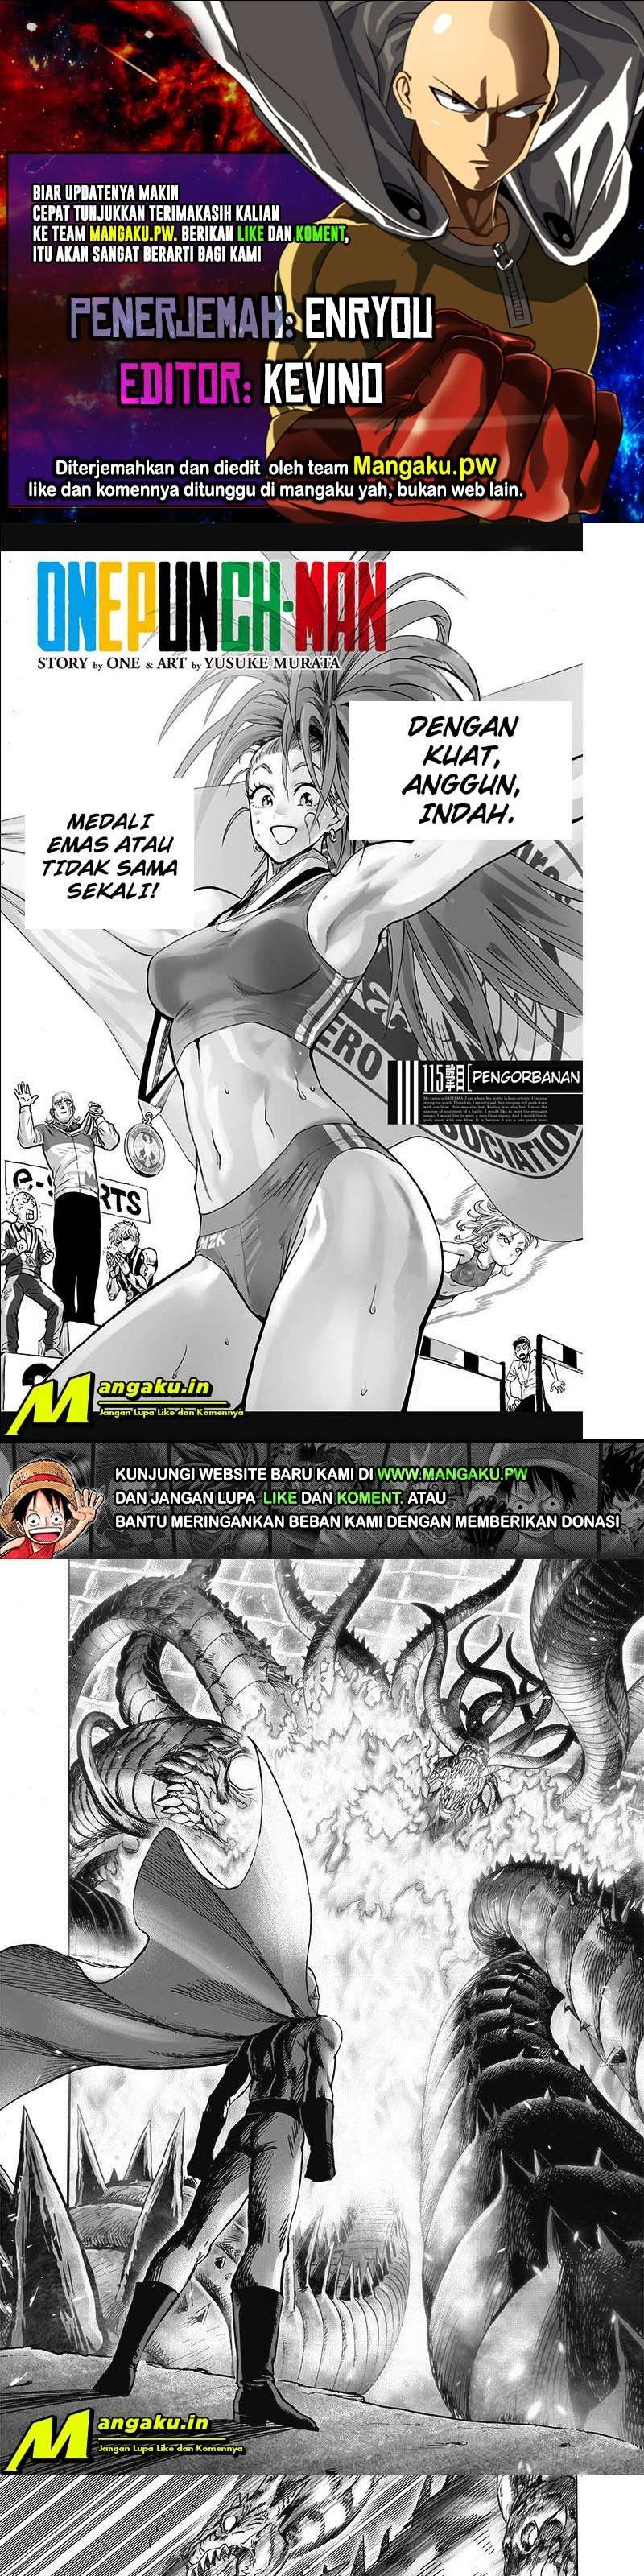 BIAR UPDATENYA MAKIN
CEPAT TUNJUKKAN TERIMAKASIH KALIAN
KE TEAM MANGAKU.PW. BERIKAN LIKE DAN KOMENT,
ITU AKAN SANGAT BERARTI BAGI KAMI
PENERJEMAH: ENRYOU
EDITOR: KEVINO
Diterjemahkan dan diedit oleh team Mangaku.pw
like dan komennya ditunggu di mangaku yah, bukan web lain.
ONEPUNCH-MAN
STORY by ONE & ART by YUSUKE MURATA
DENGAN
KUAT,
ANGGUN,
INDAH.
MEDALI
EMAS ATAU
TIDAK SAMA
SEKALI!
115撃目 [PENGORBANAN
Mangaku.in
Jangan Lupa Like dan Komennya
KUNJUNGI WEBSITE BARU KAMI DI WWW.MANGAKU.PW
DAN JANGAN LUPA LIKE DAN KOMENT. ATAU
BANTU MERINGANKAN BEBAN KAMI DENGAN MEMBERIKAN DONASI
Mangaku.in
Jangan Lupa Like dan Komennya